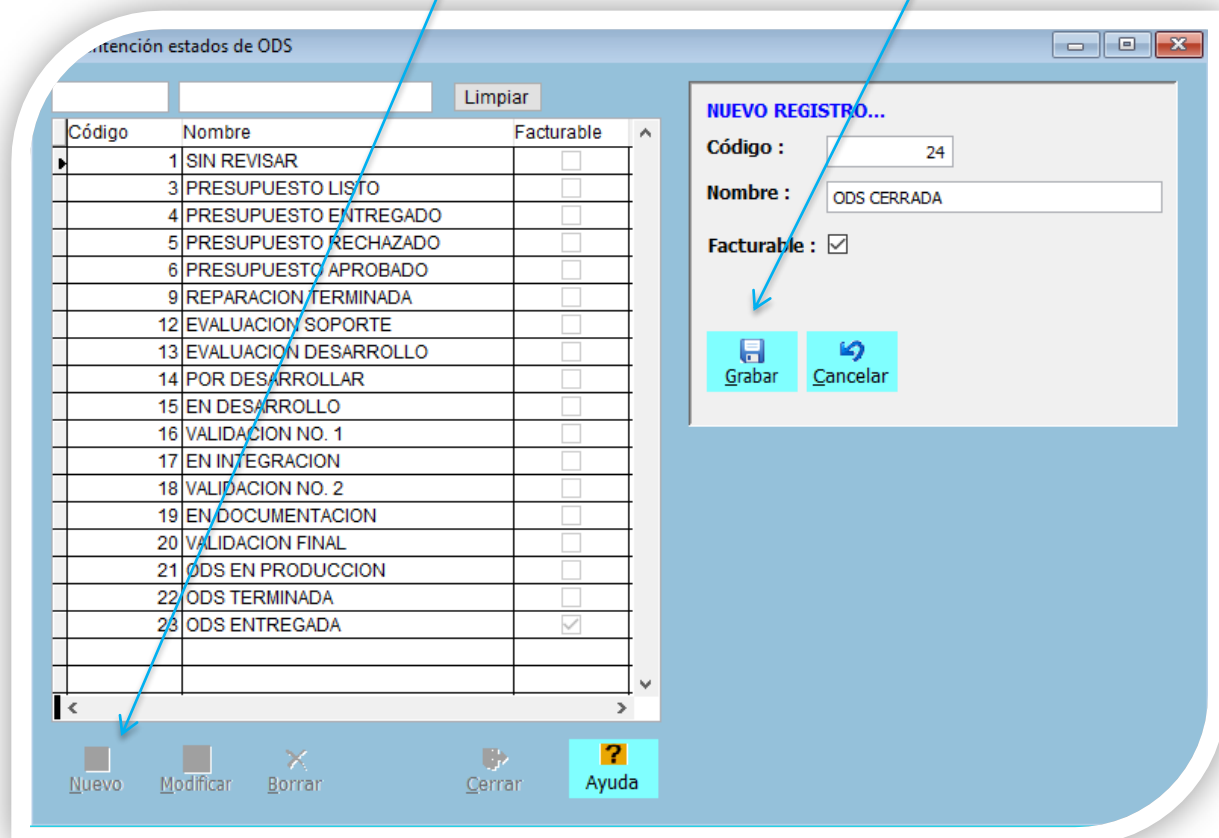 ntención estados de ODS
Limpiar
Código Nombre Facturable
1 SIN REVISAR
3 PRESUPUESTO LISTO
4 PRESUPUESTO ENTREGADO
5 PRESUPUESTO RECHAZADO
6 PRESUPUESTO APROBADO
9 REPARACION TERMINADA
12 EVALUACION SOPORTE
13 EVALUACION DESARROLLO
14 POR DESARROLLAR
15 EN DESARROLLO
16 VALIDACION NO. 1
17 EN INTEGRACION
18 VALIDACION NO. 2
19 EN DOCUMENTACION
20 VALIDACION FINAL
21 ODS EN PRODUCCION
22 ODS TERMINADA
23 ODS ENTREGADA
Nuevo Modificar Borrar Cerrar Ayuda
NUEVO REGISTRO...
Código : 24
Nombre : ODS CERRADA
Facturable :
Grabar Cancelar